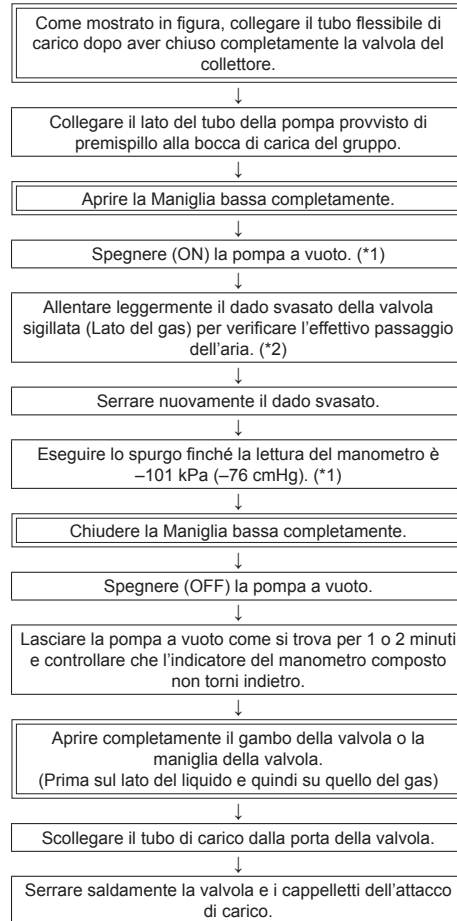 Come mostrato in figura, collegare il tubo flessibile di
carico dopo aver chiuso completamente la valvola del
collettore.
↓
Collegare il lato del tubo della pompa provvisto di
premispillo alla bocca di carica del gruppo.
↓
Aprire la Maniglia bassa completamente.
↓
Spegnere (ON) la pompa a vuoto. (*1)
↓
Allentare leggermente il dado svasato della valvola
sigillata (Lato del gas) per verificare l’effettivo passaggio
dell’aria. (*2)
↓
Serrare nuovamente il dado svasato.
↓
Eseguire lo spurgo finché la lettura del manometro è
–101 kPa (–76 cmHg). (*1)
↓
Chiudere la Maniglia bassa completamente.
↓
Spegnere (OFF) la pompa a vuoto.
↓
Lasciare la pompa a vuoto come si trova per 1 o 2 minuti
e controllare che l’indicatore del manometro composto
non torni indietro.
↓
Aprire completamente il gambo della valvola o la
maniglia della valvola.
(Prima sul lato del liquido e quindi su quello del gas)
↓
Scollegare il tubo di carico dalla porta della valvola.
↓
Serrare saldamente la valvola e i cappelletti dell’attacco
di carico.